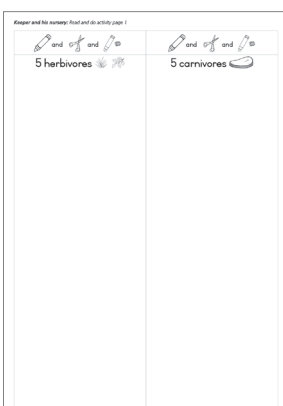 Keeper and his nursery: Read and do activity page 1
and and
and and
5 herbivores
5 carnivores